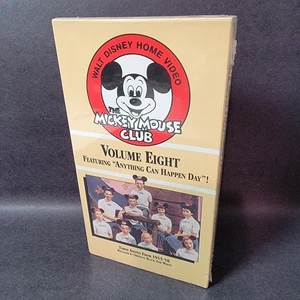 WALT DISNEY HOME VIDEO
THE
MICKEY MOUSE
CLUB
VOLUME EIGHT
FEATURING "ANYTHING CAN HAPPEN DAY"!